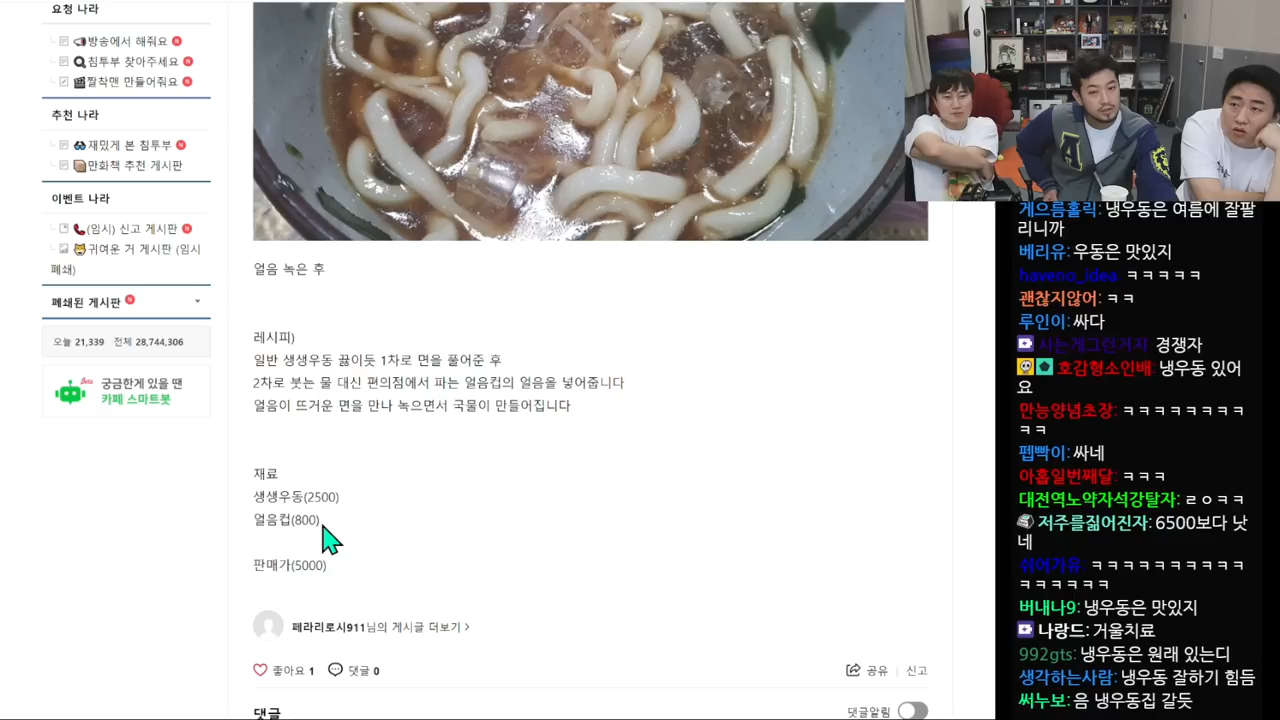 요청 나라
방송에서 해줘요
침투부 찾아주세요
짤착맨 만들어줘요
추천 나라
재밌게 본 침투부
만화책 추천 게시판
이벤트 나라
(임시) 신고 게시판
귀여운 거 게시판 (임시
폐쇄)
폐쇄된 게시판
오늘 21,339 전체 28,744,306
Beta
궁금한게 있을 땐
카페 스마트봇
얼음 녹은 후
레시피)
일반 생생우동 끓이듯 1차로 면을 풀어준 후
2차로 붓는 물 대신 편의점에서 파는 얼음컵의 얼음을 넣어줍니다
얼음이 뜨거운 면을 만나 녹으면서 국물이 만들어집니다
재료
생생우동(2500)
얼음컵(800)
판매가(5000)
페라리로시911님의 게시글 더보기 >
좋아요 1 댓글 0
공유 신고
댓글
댓글알림
게으름홀릭: 냉우동은 여름에 잘팔
리니까
베리유: 우동은 맛있지
haveno_idea ㅋㅋㅋㅋㅋ
괜찮지않어: ㅋㅋ
루인이: 싸다
사는게그런거지 경쟁자
호감형소인배: 냉우동 있어
요
만능양념초장: ㅋㅋㅋㅋㅋㅋㅋㅋ
ㅋㅋ
펩빡이: 싸네
아홉일번째달: ㅋㅋㅋ
대전역노약자석강탈자: ㄹㅇㅋㅋ
저주를짊어진자: 6500보다 낫
네
쉬어가유: ㅋㅋㅋㅋㅋㅋㅋㅋㅋㅋ
ㅋㅋㅋㅋㅋㅋ
버내나9: 냉우동은 맛있지
나랑드: 거울치료
992gts: 냉우동은 원래 있는디
생각하는사람: 냉우동 잘하기 힘듬
써누보: 음 냉우동집 갈듯